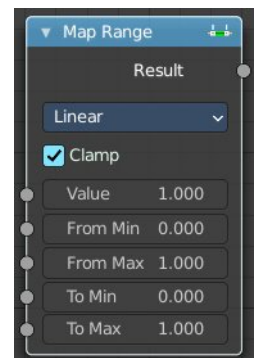 Map Range
Result
Linear
Clamp
Value 1.000
From Min 0.000
From Max 1.000
To Min 0.000
To Max 1.000